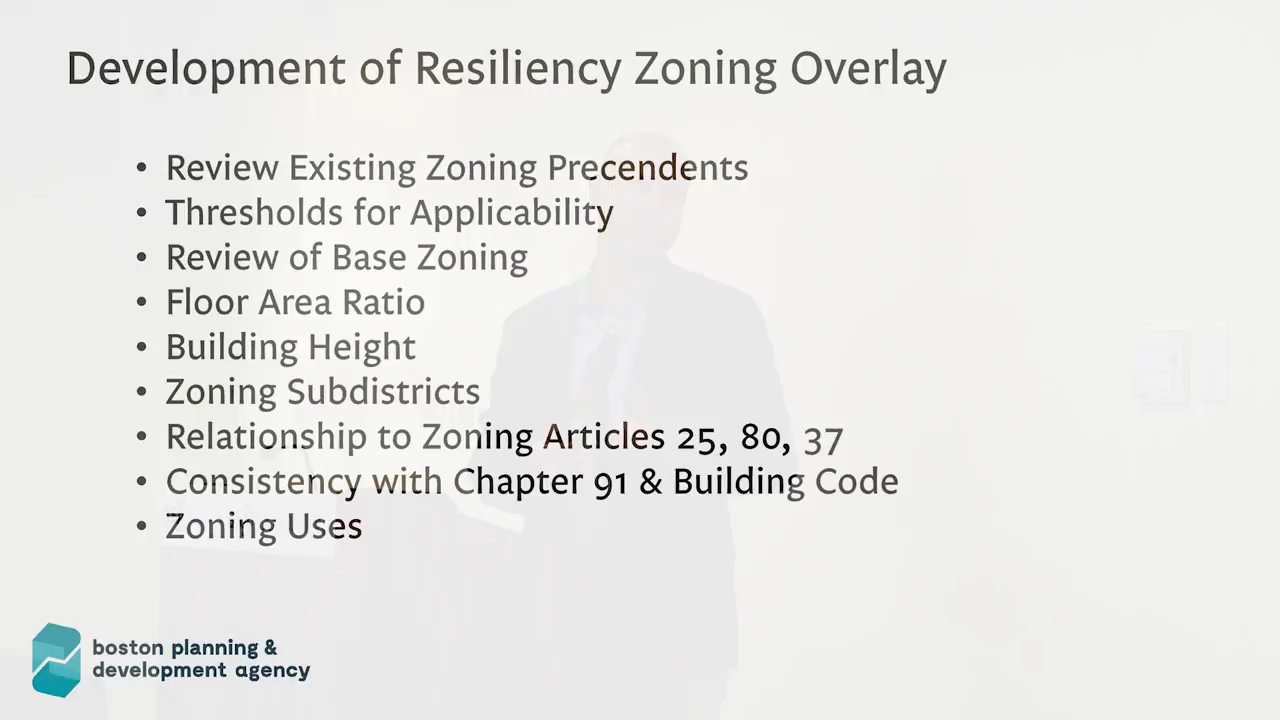 Development of Resiliency Zoning Overlay
• Review Existing Zoning Precendents
• Thresholds for Applicability
• Review of Base Zoning
• Floor Area Ratio
• Building Height
• Zoning Subdistricts
• Relationship to Zoning Articles 25, 80, 37
• Consistency with Chapter 91 & Building Code
• Zoning Uses
boston planning &
development agency